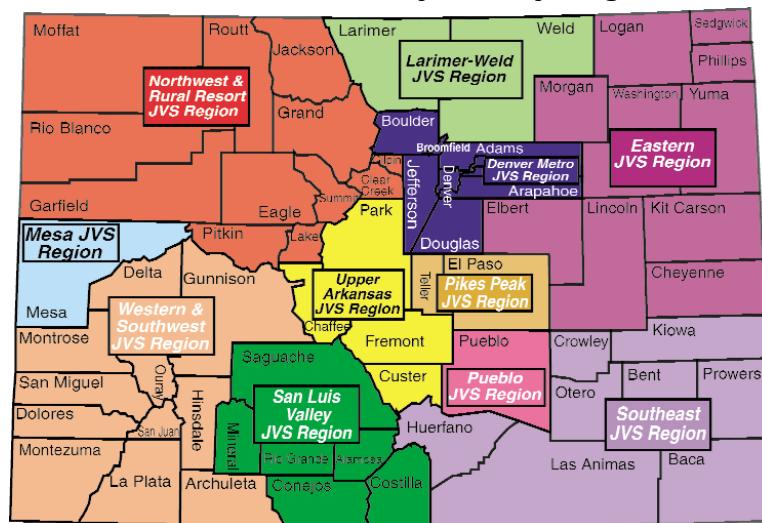 Moffat
Routt
Jackson
Larimer
Weld
Logan
Sedgwick
Phillips
Northwest &
Rural Resort
JVS Region
Larimer-Weld
JVS Region
Morgan
Washington
Yuma
Grand
Rio Blanco
Boulder
Broomfield
Adams
Denver
Denver Metro
JVS Region
Arapahoe
Eastern
JVS Region
Jefferson
Clear
Creek
Summit
Garfield
Eagle
Park
Douglas
Elbert
Lincoln
Kit Carson
Pitkin
Lake
Mesa JVS
Region
Delta
Gunnison
Upper
Arkansas
JVS Region
Chaffee
Teller
El Paso
Pikes Peak
JVS Region
Cheyenne
Mesa
Western &
Southwest
JVS Region
Montrose
Fremont
Pueblo
Crowley
Kiowa
Ouray
Saguache
Custer
Pueblo
JVS Region
San Miguel
Hinsdale
Otero
Bent
Prowers
Dolores
San Juan
San Luis
Valley
JVS Region
Mineral
Huerfano
Southeast
JVS Region
Montezuma
La Plata
Archuleta
Rio Grande
Alamosa
Conejos
Costilla
Las Animas
Baca